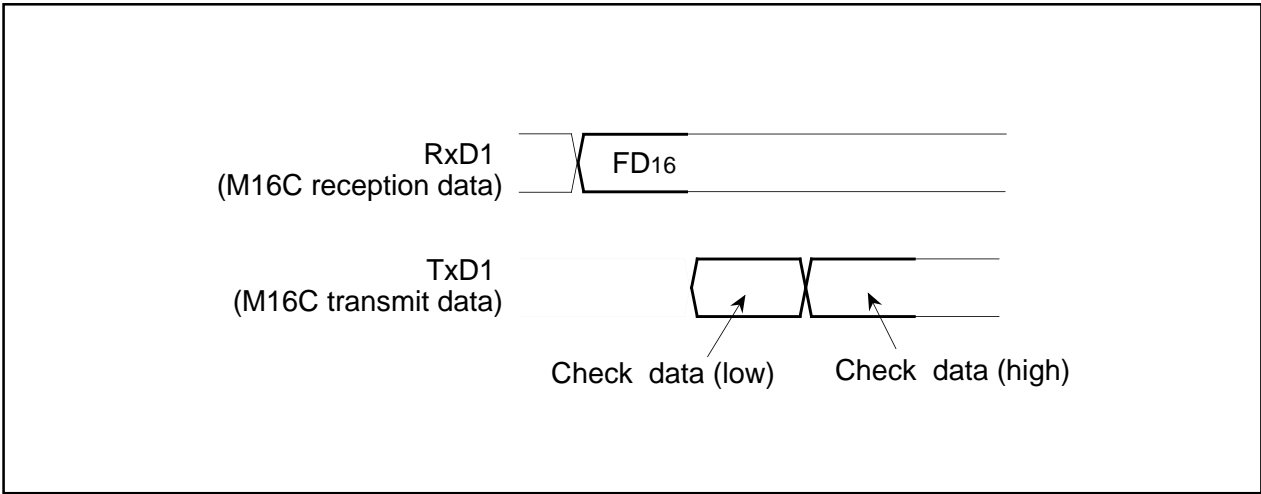 RxD1
(M16C reception data)
FD16
TxD1
(M16C transmit data)
Check data (low)
Check data (high)